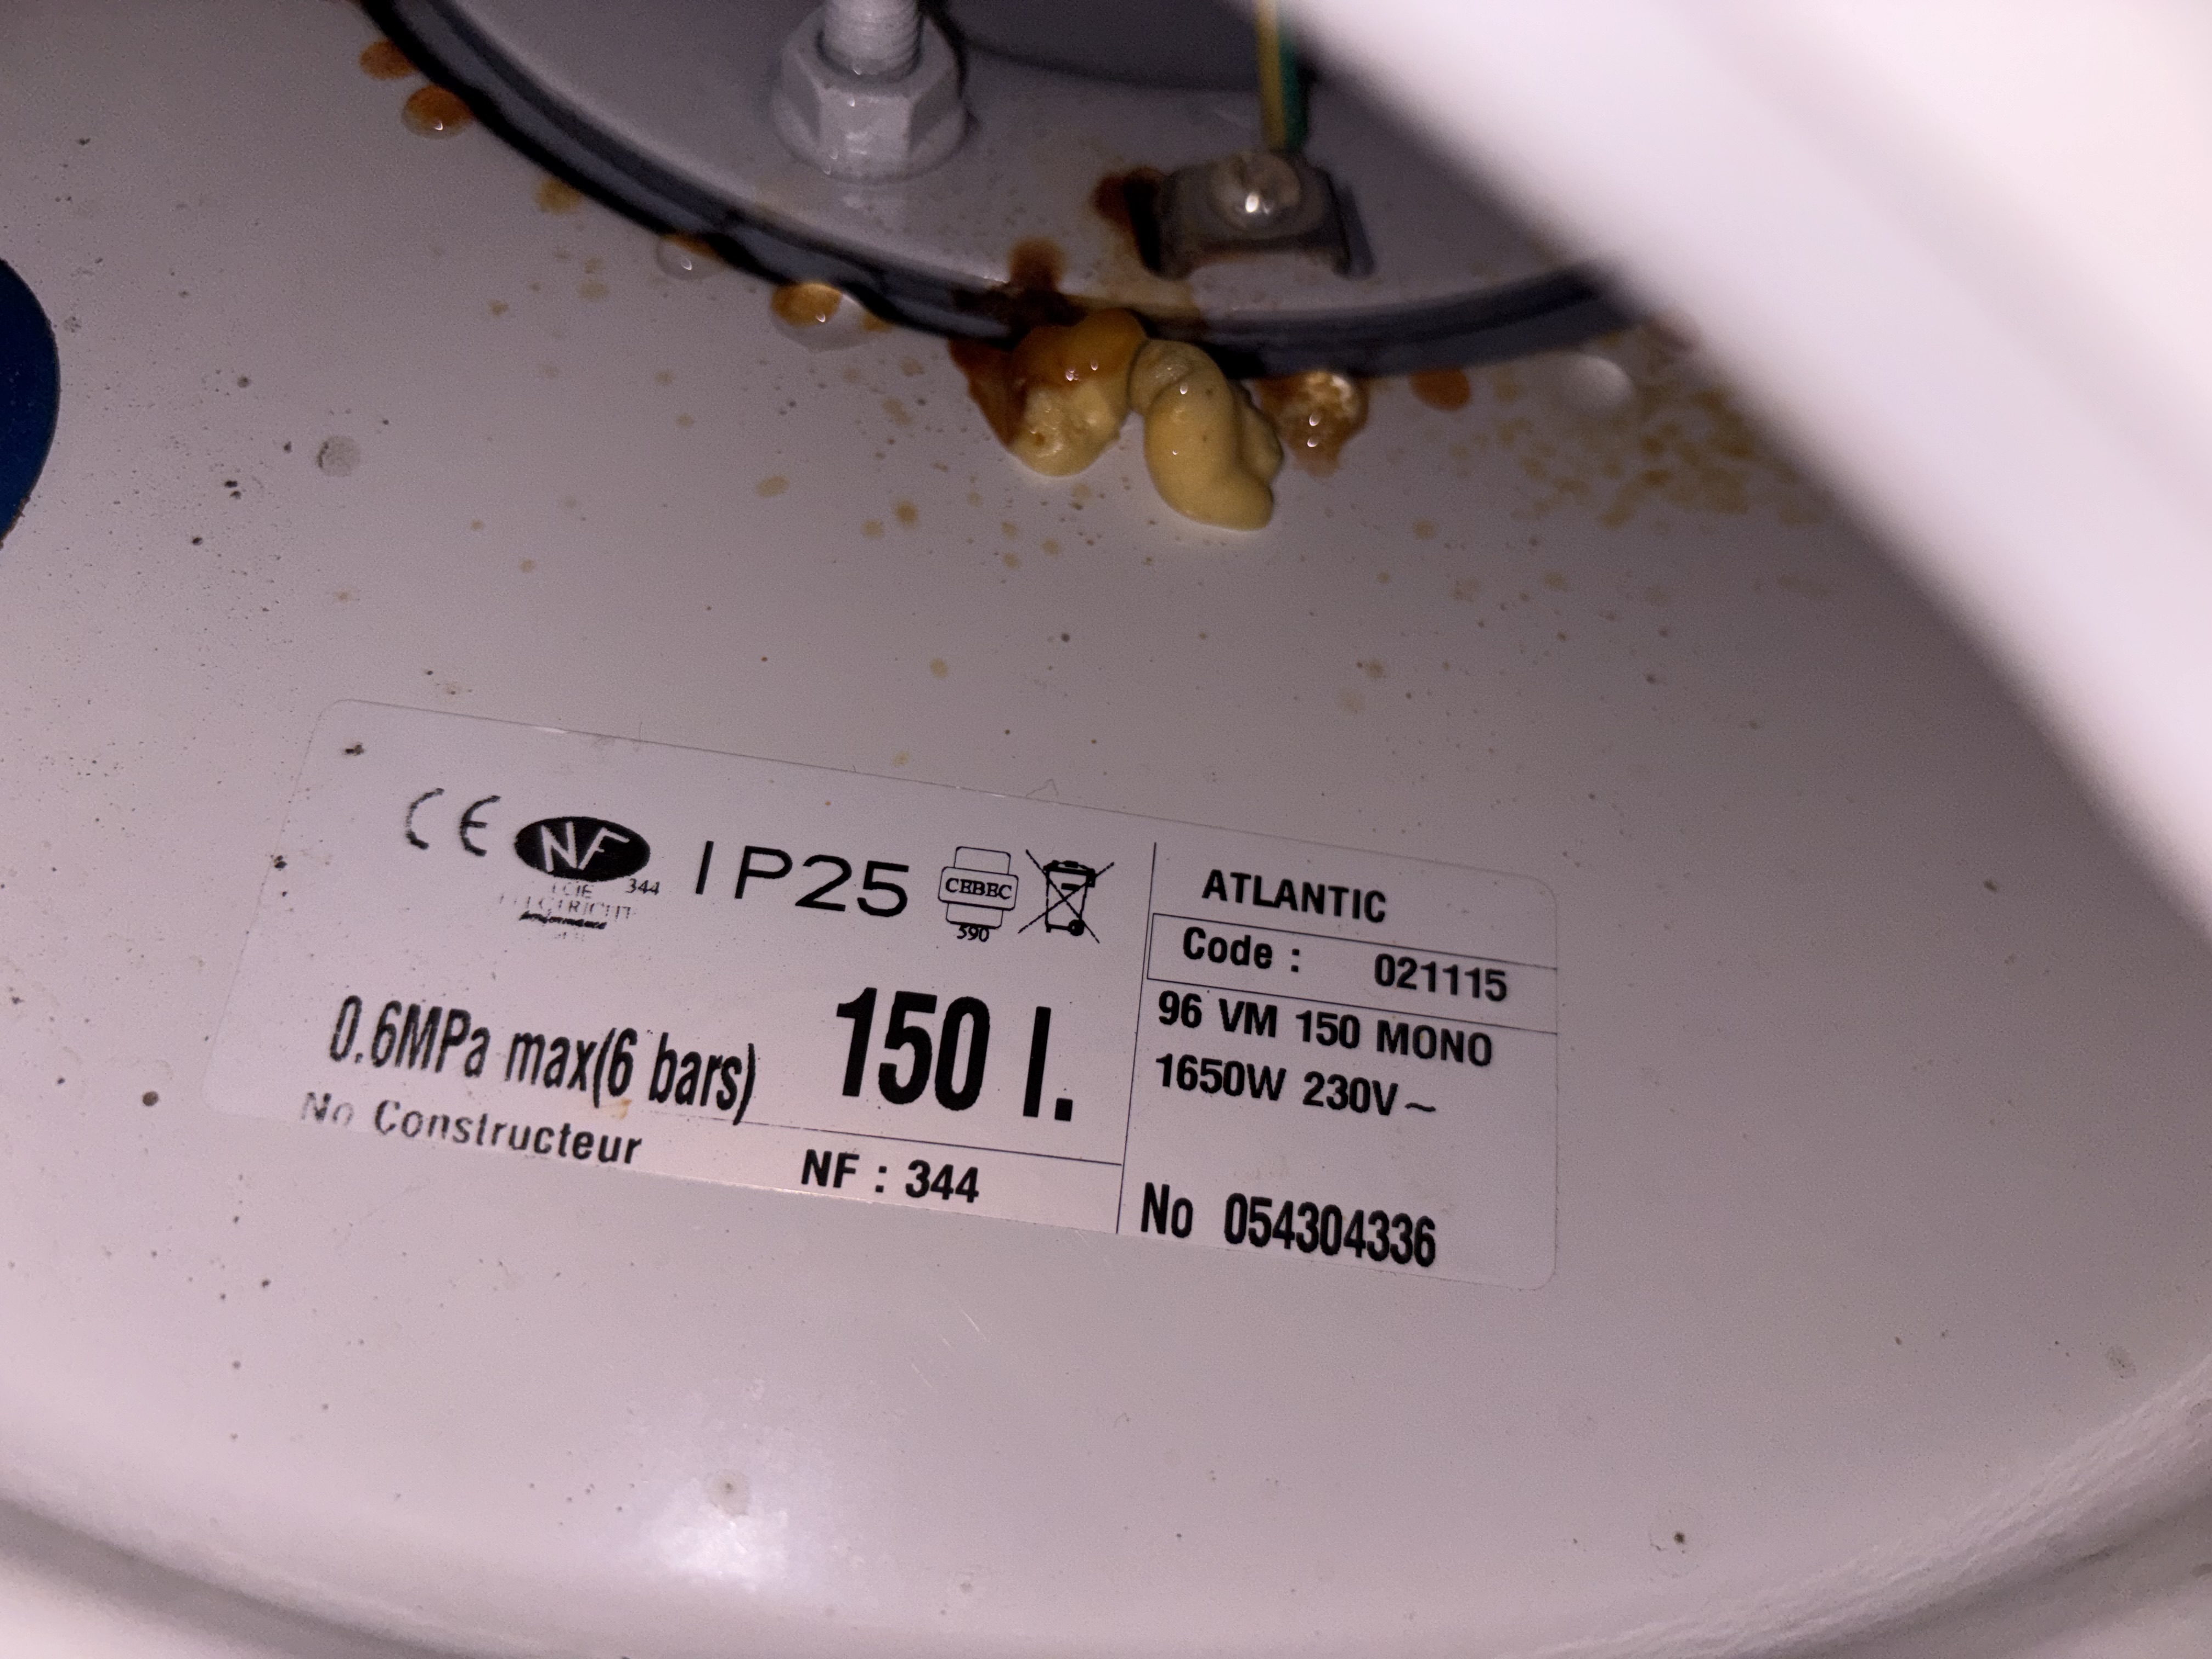 CE NF IP25 CEBEC
344
590
0.6MPa max(6 bars) 150 l.
No Constructeur
NF : 344
ATLANTIC
Code : 021115
96 VM 150 MONO
1650W 230V~
No 054304336